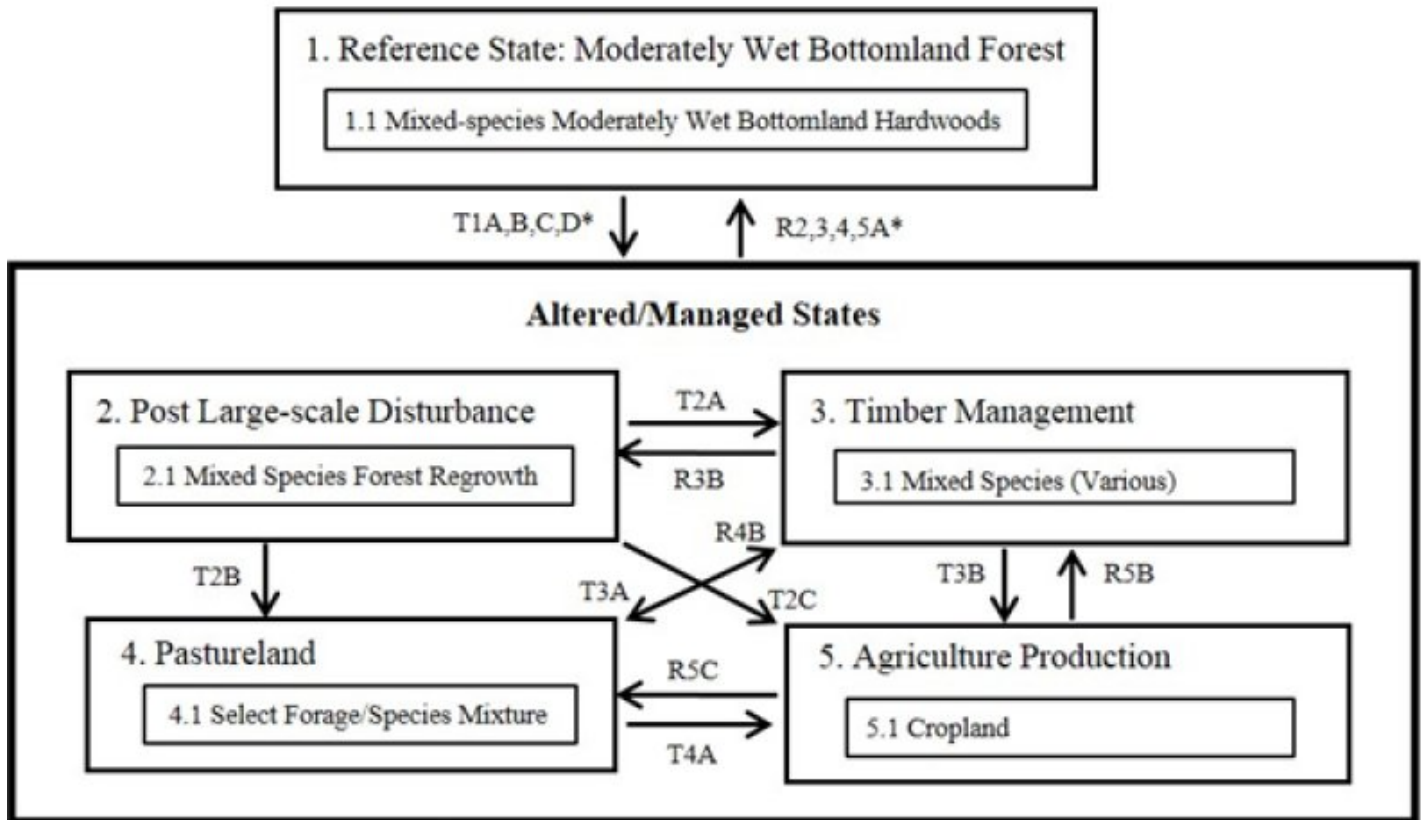 1. Reference State: Moderately Wet Bottomland Forest
1.1 Mixed-species Moderately Wet Bottomland Hardwoods
T1A,B,C,D*
R2,3,4,5A*
Altered/Managed States
2. Post Large-scale Disturbance
2.1 Mixed Species Forest Regrowth
T2A
R3B
3. Timber Management
3.1 Mixed Species (Various)
T2B
T3A
R4B
T2C
T3B
R5B
4. Pastureland
4.1 Select Forage/Species Mixture
R5C
T4A
5. Agriculture Production
5.1 Cropland